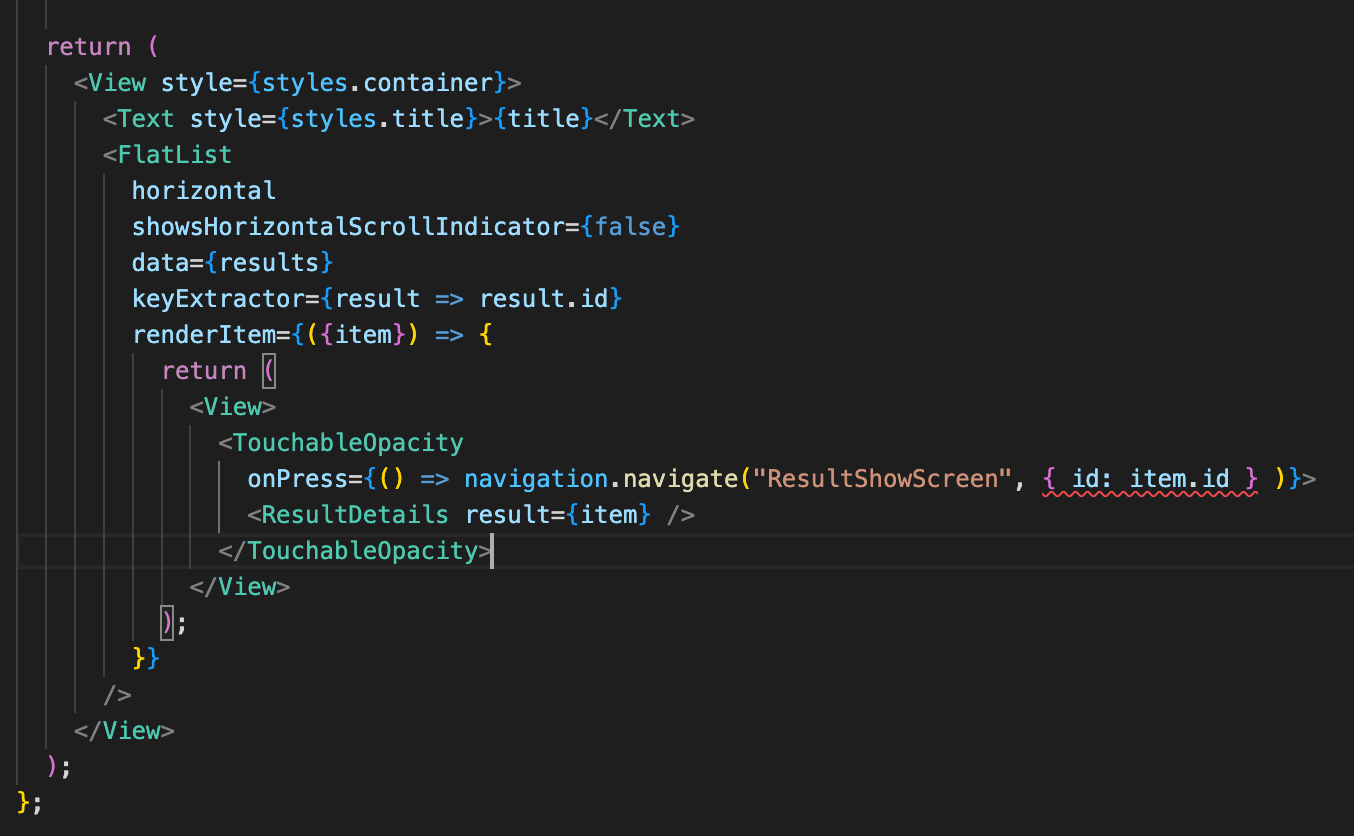 return (
<View style={styles.container}>
<Text style={styles.title}>{title}</Text>
<FlatList
horizontal
showsHorizontalScrollIndicator={false}
data={results}
keyExtractor={result => result.id}
renderItem={({item}) => {
return (
<View>
<TouchableOpacity
onPress={() => navigation.navigate("ResultShowScreen", { id: item.id } )}>
<ResultDetails result={item} />
</TouchableOpacity>
</View>
);
}}
/>
</View>
);
};